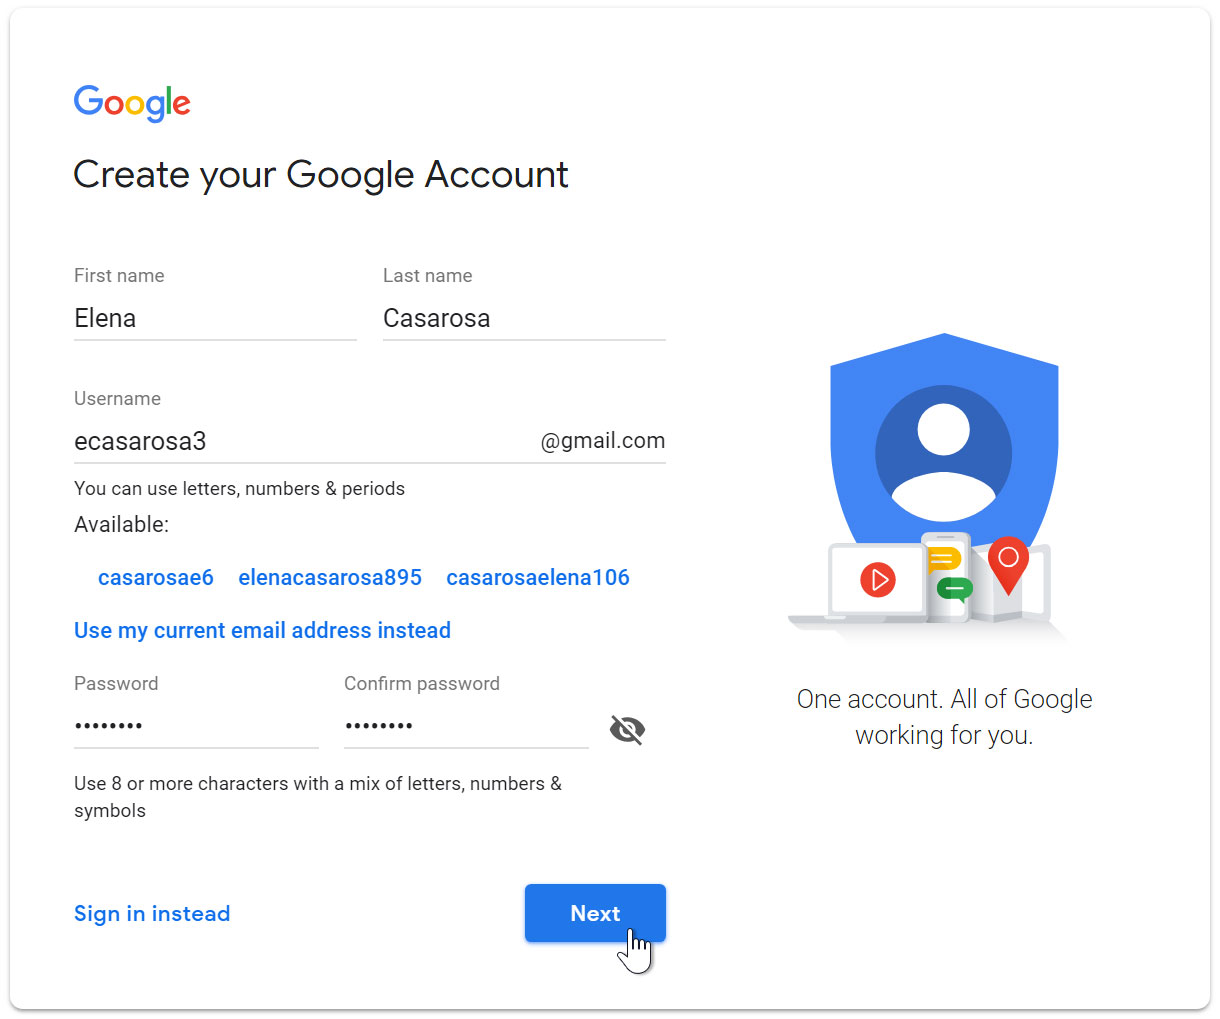 Google
Create your Google Account
First name
Last name
Elena
Casarosa
Username
ecasarosa3
@gmail.com
You can use letters, numbers & periods
Available:
casarosae6 elenacasarosa895 casarosaelena106
Use my current email address instead
Password
Confirm password
••••••••
••••••••
Use 8 or more characters with a mix of letters, numbers &
symbols
Sign in instead
Next
One account. All of Google
working for you.